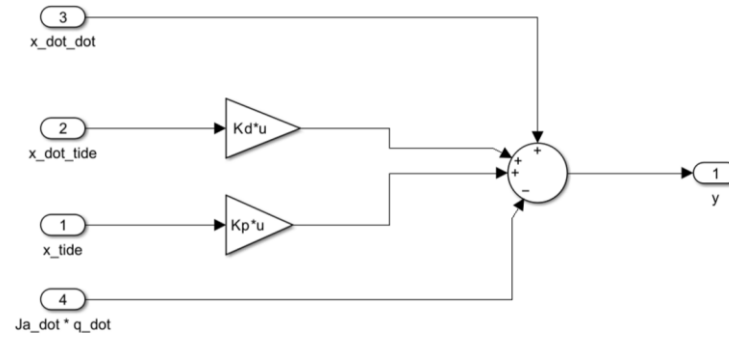 3
x_dot_dot
2
x_dot_tide
Kd*u
1
x_tide
Kp*u
4
Ja_dot * q_dot
+
+
+
−
1
y